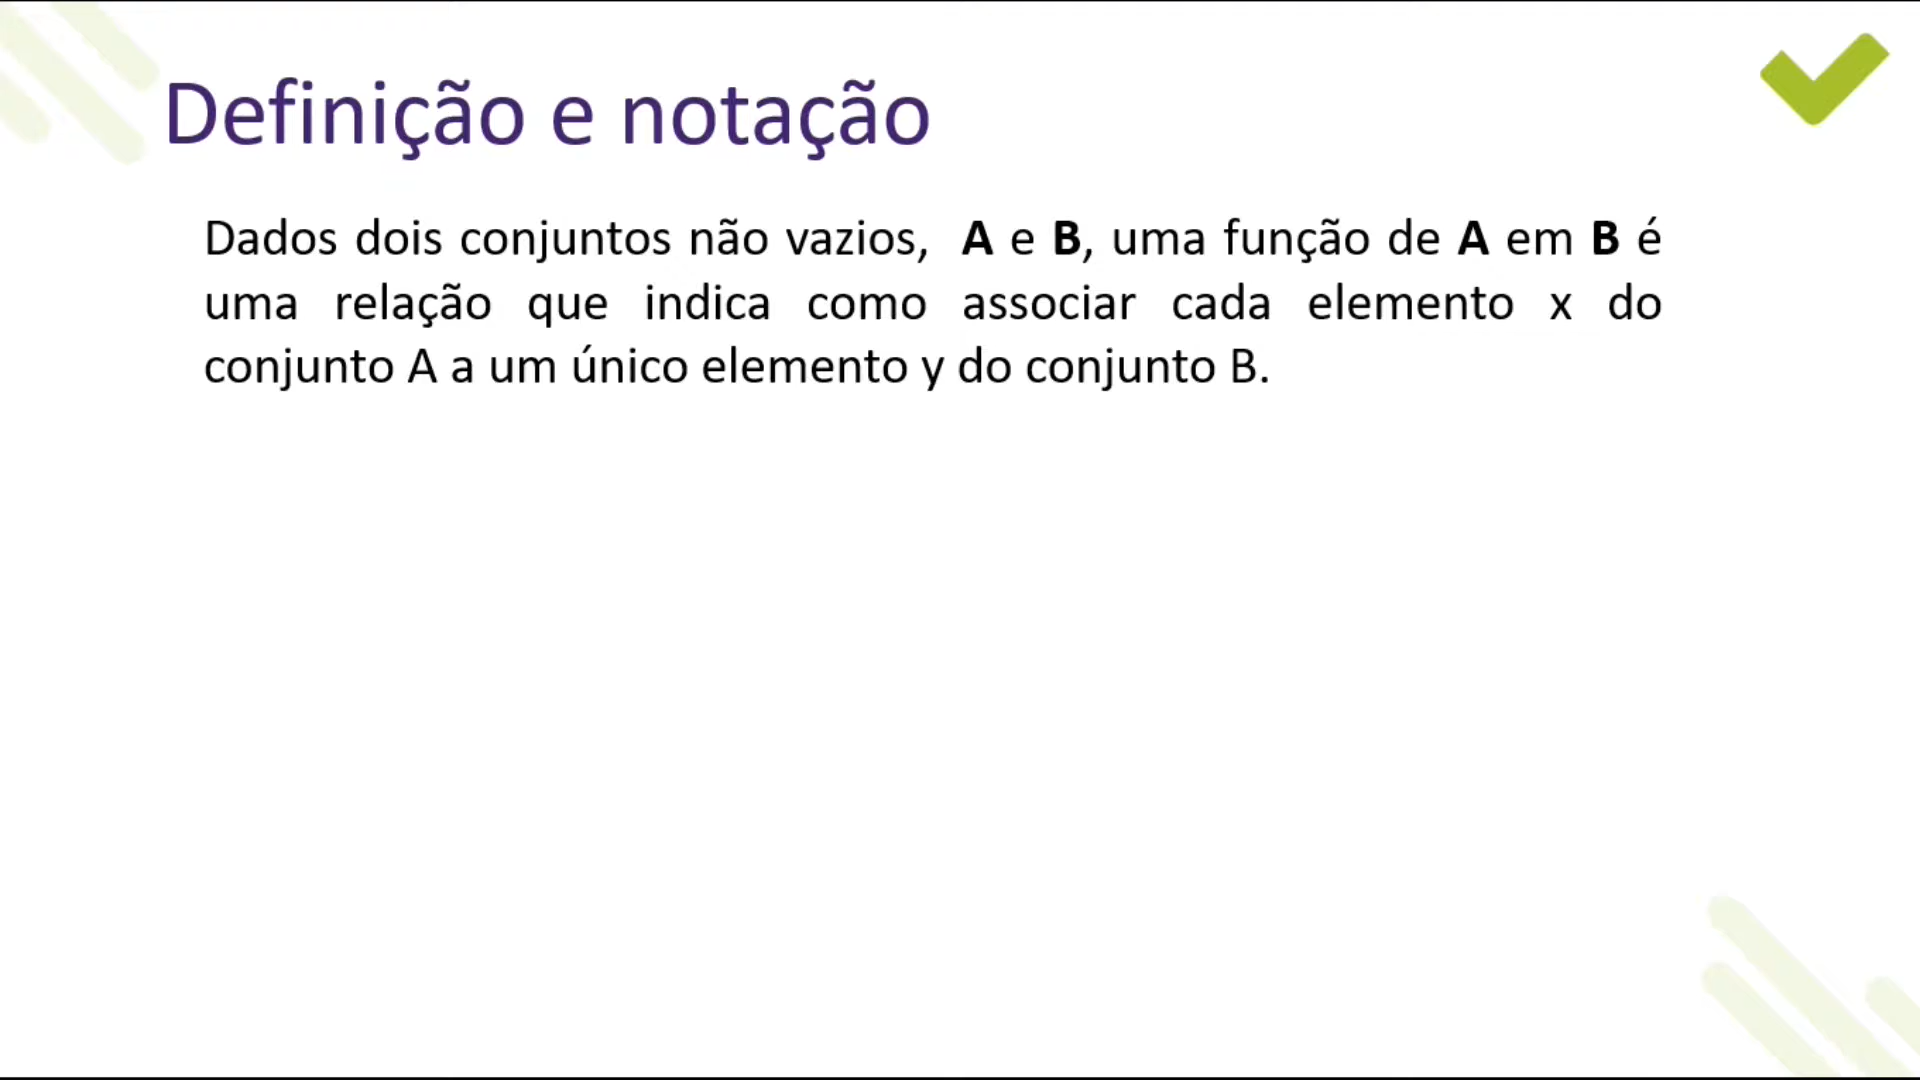 Definição e notação
Dados dois conjuntos não vazios, A e B, uma função de A em B é
uma relação que indica como associar cada elemento x do
conjunto A a um único elemento y do conjunto B.